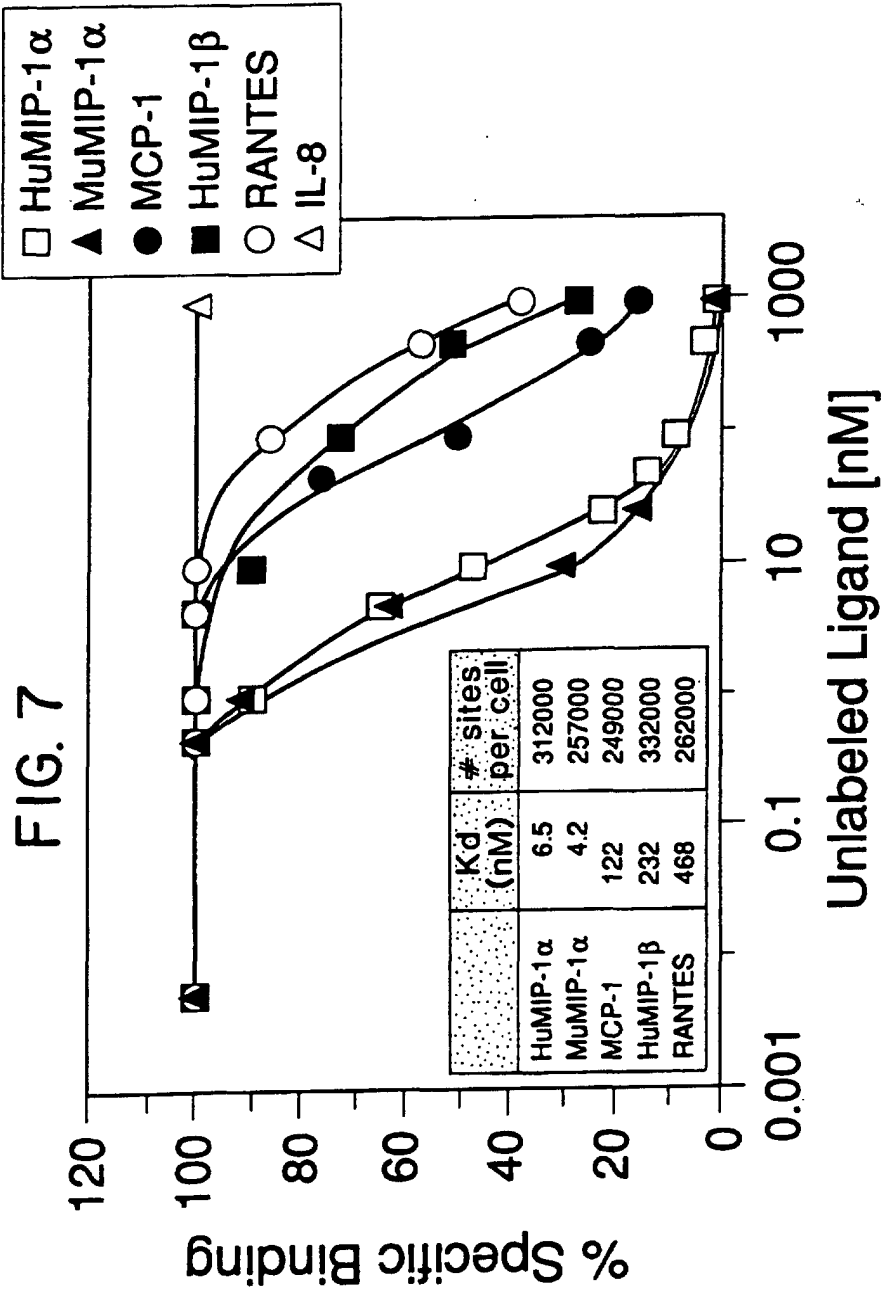 FIG. 7
HuMIP-1α
MuMIP-1α
MCP-1
HuMIP-1β
RANTES
IL-8
% Specific Binding
120
100
80
60
40
20
0
0.001
0.1
10
1000
Unlabeled Ligand [nM]
Kd (nM) # sites per cell
HuMIP-1α 6.5 312000
MuMIP-1α 4.2 257000
MCP-1 122 249000
HuMIP-1β 232 332000
RANTES 468 262000